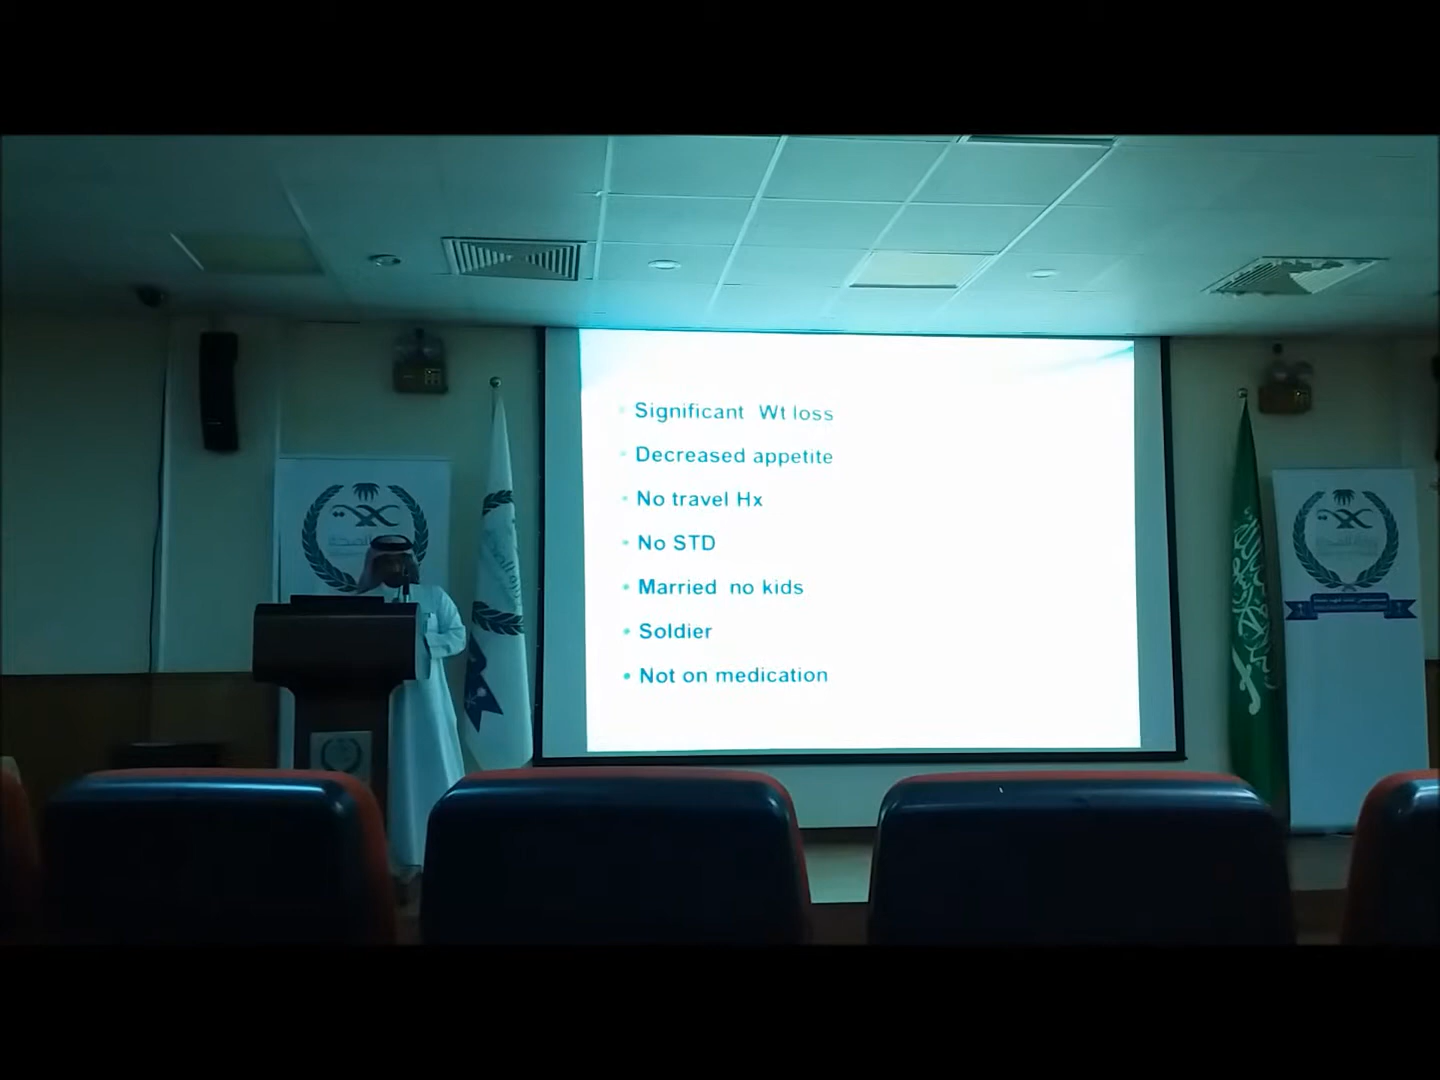 Significant Wt loss
Decreased appetite
No travel Hx
No STD
Married no kids
Soldier
Not on medication